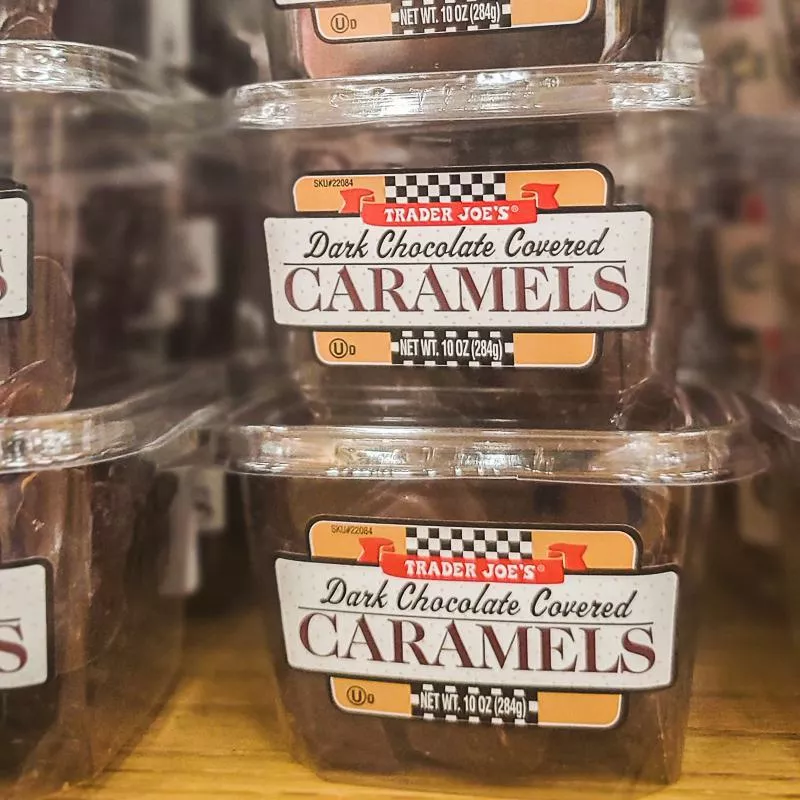 Ⓤ D
NET WT. 10 OZ (284g)
SKU#22084
TRADER JOE'S®
Dark Chocolate Covered
CARAMELS
Ⓤ D
NET WT. 10 OZ (284g)
S
SKU#22084
TRADER JOE'S®
Dark Chocolate Covered
CARAMELS
Ⓤ D
NET WT. 10 OZ (284g)
S